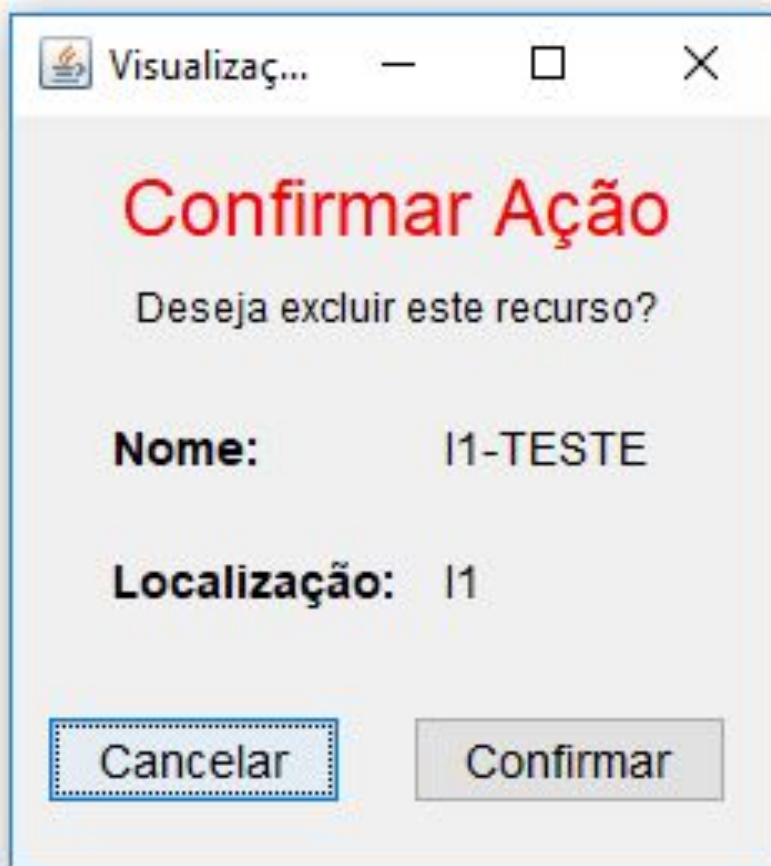 Visualizaç...
Confirmar Ação
Deseja excluir este recurso?
Nome: I1-TESTE
Localização: I1
Cancelar Confirmar